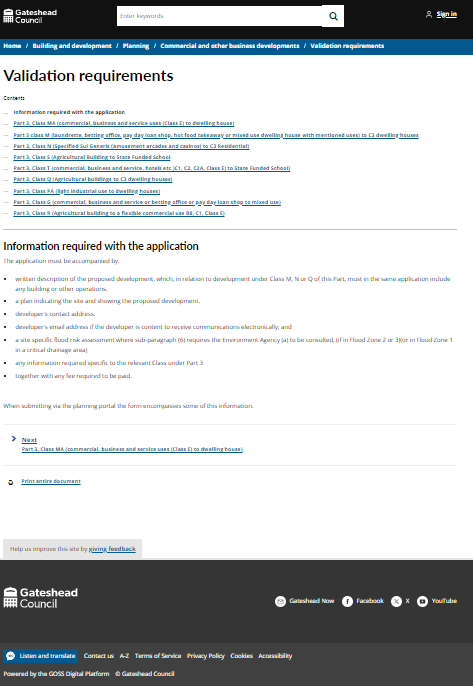 Gateshead
Council
Enter keywords
Sign in
Home / Building and development / Planning / Commercial and other business developments / Validation requirements
Validation requirements
Contents
— Information required with the application
— Part 3, Class MA (commercial, business and service uses (Class E) to dwelling house)
— Part 3 class M (laundrette, betting office, pay day loan shop, hot food takeaway or mixed use dwelling house with mentioned uses) to C3 dwelling houses
— Part 3, Class N (Specified Sui Generis (amusement arcades and casinos) to C3 Residential)
— Part 3, Class S (Agricultural Building to State Funded School
— Part 3, Class T (commercial, business and service, hotels etc (C1, C2, C2A, Class E) to State Funded School)
— Part 3, Class Q (Agricultural buildings to C3 dwelling houses)
— Part 3, Class PA (light industrial use to dwelling houses)
— Part 3, Class G (commercial, business and service or betting office or pay day loan shop to mixed use)
— Part 3, Class R (Agricultural building to a flexible commercial use B8, C1, Class E)
Information required with the application
The application must be accompanied by:
• written description of the proposed development, which, in relation to development under Class M, N or Q of this Part, must in the same application include
any building or other operations.
• a plan indicating the site and showing the proposed development.
• developer's contact address.
• developer's email address if the developer is content to receive communications electronically; and
• a site specific flood risk assessment where sub-paragraph (6) requires the Environment Agency (a) to be consulted, (if in Flood Zone 2 or 3)(or in Flood Zone 1
in a critical drainage area)
• any information required specific to the relevant Class under Part 3
• together with any fee required to be paid.
When submitting via the planning portal the form encompasses some of this information.
Next
Part 3, Class MA (commercial, business and service uses (Class E) to dwelling house)
Print entire document
Help us improve this site by giving feedback
Gateshead
Council
Gateshead Now Facebook X YouTube
Listen and translate Contact us A-Z Terms of Service Privacy Policy Cookies Accessibility
Powered by the GOSS Digital Platform © Gateshead Council